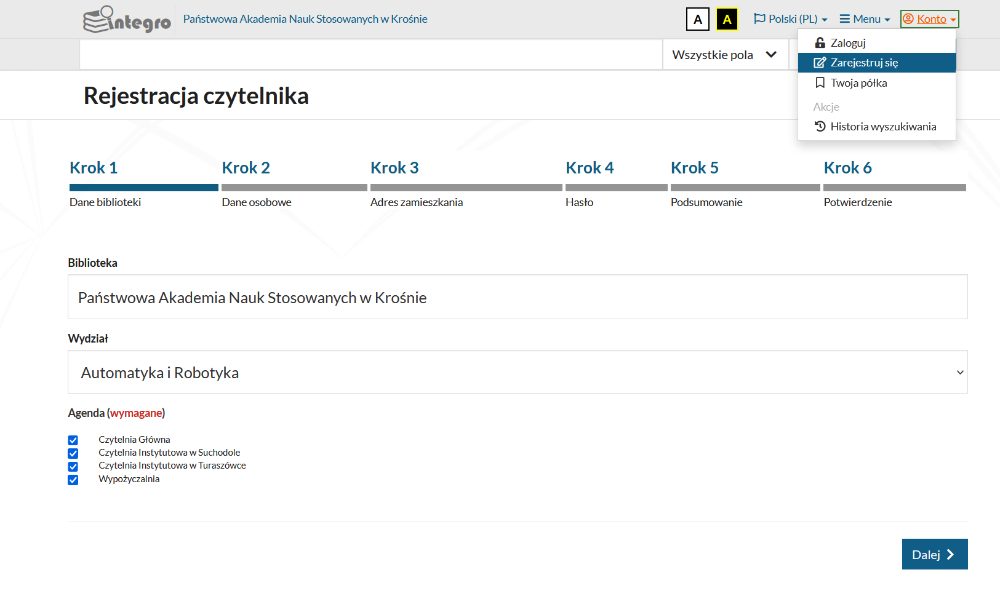 integro
Państwowa Akademia Nauk Stosowanych w Krośnie
A
A
Polski (PL)
Menu
Konto
Wszystkie pola
Zaloguj
Zarejestruj się
Twoja półka
Akcje
Historia wyszukiwania
Rejestracja czytelnika
Krok 1
Krok 2
Krok 3
Krok 4
Krok 5
Krok 6
Dane biblioteki
Dane osobowe
Adres zamieszkania
Hasło
Podsumowanie
Potwierdzenie
Biblioteka
Państwowa Akademia Nauk Stosowanych w Krośnie
Wydział
Automatyka i Robotyka
Agenda (wymagane)
Czytelnia Główna
Czytelnia Instytutowa w Suchodole
Czytelnia Instytutowa w Turaszówce
Wypożyczalnia
Dalej